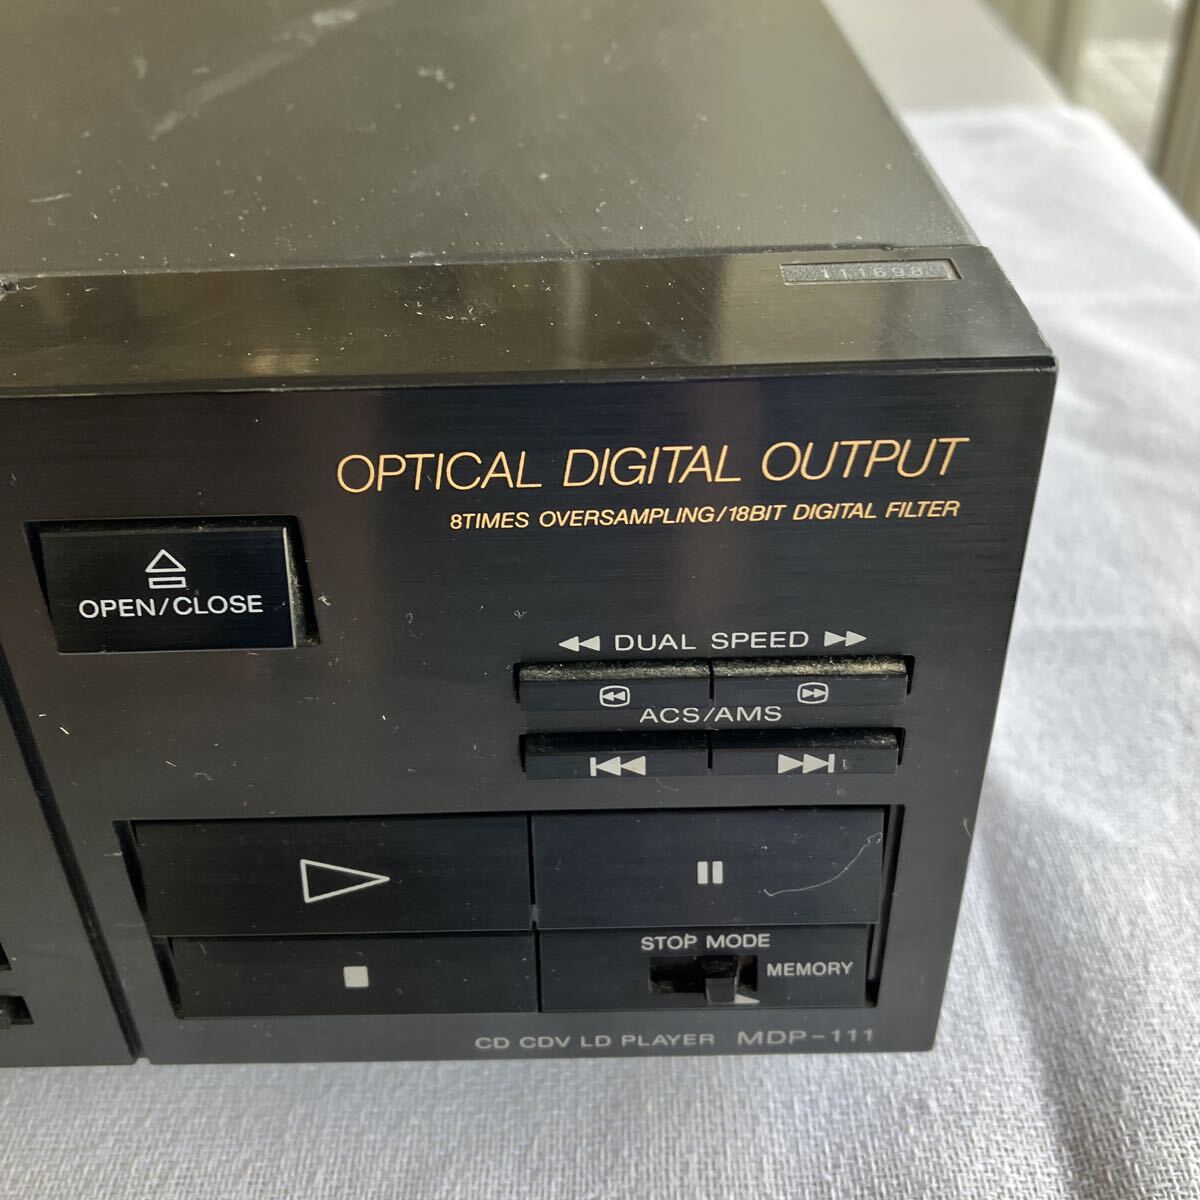 111698
OPTICAL DIGITAL OUTPUT
8TIMES OVERSAMPLING/18BIT DIGITAL FILTER
OPEN/CLOSE
DUAL SPEED
ACS/AMS
STOP MODE
MEMORY
CD CDV LD PLAYER MDP-111